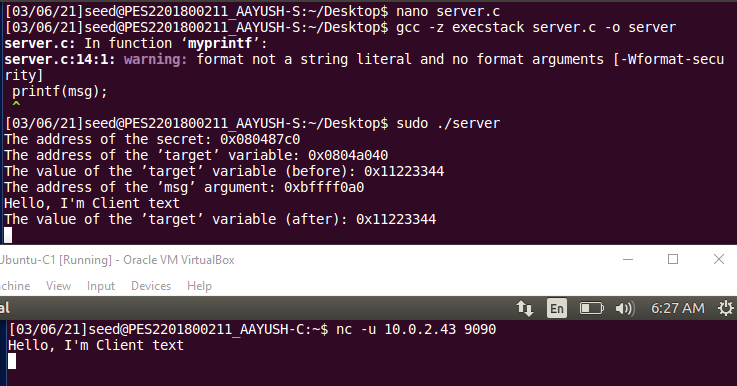 [03/06/21]seed@PES2201800211_AAYUSH-S:~/Desktop$ nano server.c
[03/06/21]seed@PES2201800211_AAYUSH-S:~/Desktop$ gcc -z execstack server.c -o server
server.c: In function ‘myprintf’:
server.c:14:1: warning: format not a string literal and no format arguments [-Wformat-secu
rity]
 printf(msg);
 ^
[03/06/21]seed@PES2201800211_AAYUSH-S:~/Desktop$ sudo ./server
The address of the secret: 0x080487c0
The address of the ’target’ variable: 0x0804a040
The value of the ’target’ variable (before): 0x11223344
The address of the ’msg’ argument: 0xbffff0a0
Hello, I'm Client text
The value of the ’target’ variable (after): 0x11223344
Ubuntu-C1 [Running] - Oracle VM VirtualBox
achine View Input Devices Help
al En 6:27 AM
[03/06/21]seed@PES2201800211_AAYUSH-C:~$ nc -u 10.0.2.43 9090
Hello, I'm Client text